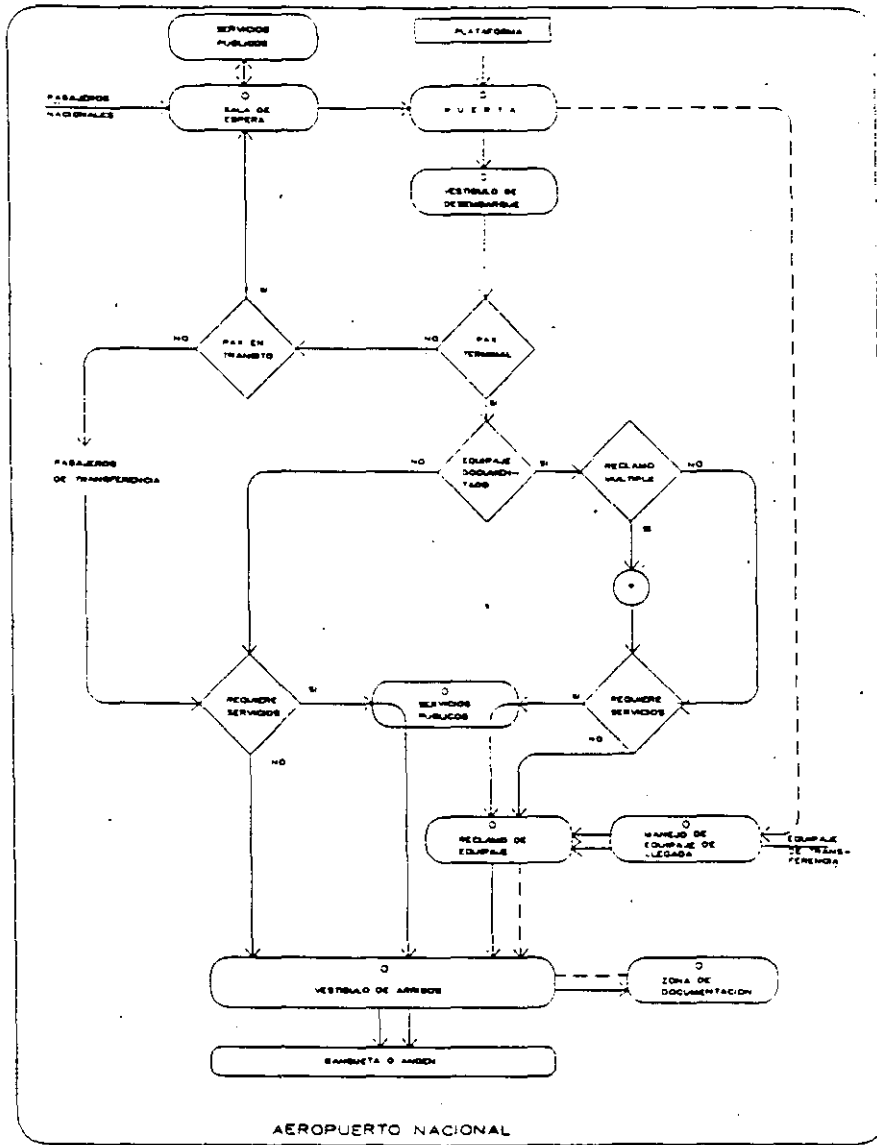 SERVICIOS
PUBLICOS
PLATAFORMA
PASAJEROS
NACIONALES
SALA DE
ESPERA
PUERTA
VESTIBULO DE
DESEMBARQUE
SI
NO
PAX EN
TRANSITO
NO
PAX
TERMINAL
SI
PASAJEROS
DE TRANSFERENCIA
NO
EQUIPAJE
DOCUMEN-
TADO
SI
RECLAMO
MULTIPLE
NO
SI
REQUIERE
SERVICIOS
SI
SERVICIOS
PUBLICOS
SI
REQUIERE
SERVICIOS
NO
NO
RECLAMO DE
EQUIPAJE
MANEJO DE
EQUIPAJE DE
LLEGADA
EQUIPAJE
DE TRANS-
FERENCIA
VESTIBULO DE ARRIBOS
ZONA DE
DOCUMENTACION
BANQUETA O ANDEN
AEROPUERTO NACIONAL